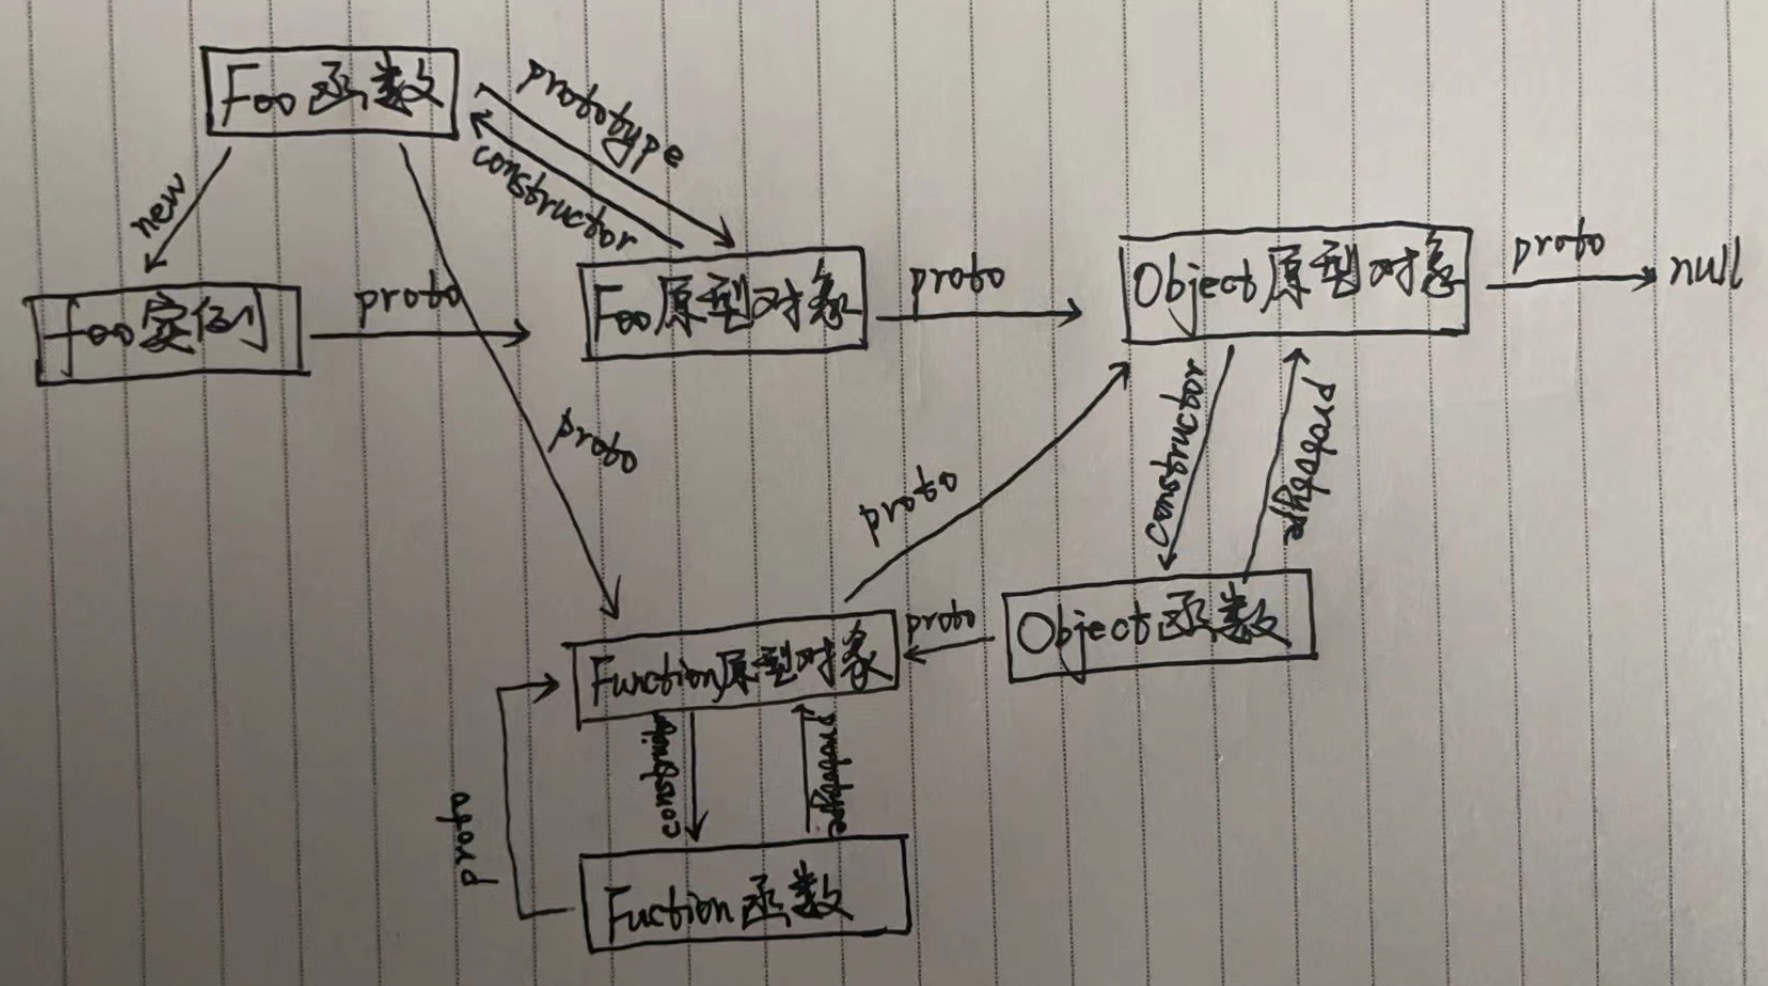 Foo函数
prototype
constructor
new
foo实例
proto
Foo原型对象
proto
Object原型对象
proto
null
proto
proto
constructor
prototype
Function原型对象
proto
Object函数
prototype
proto
Fuction函数